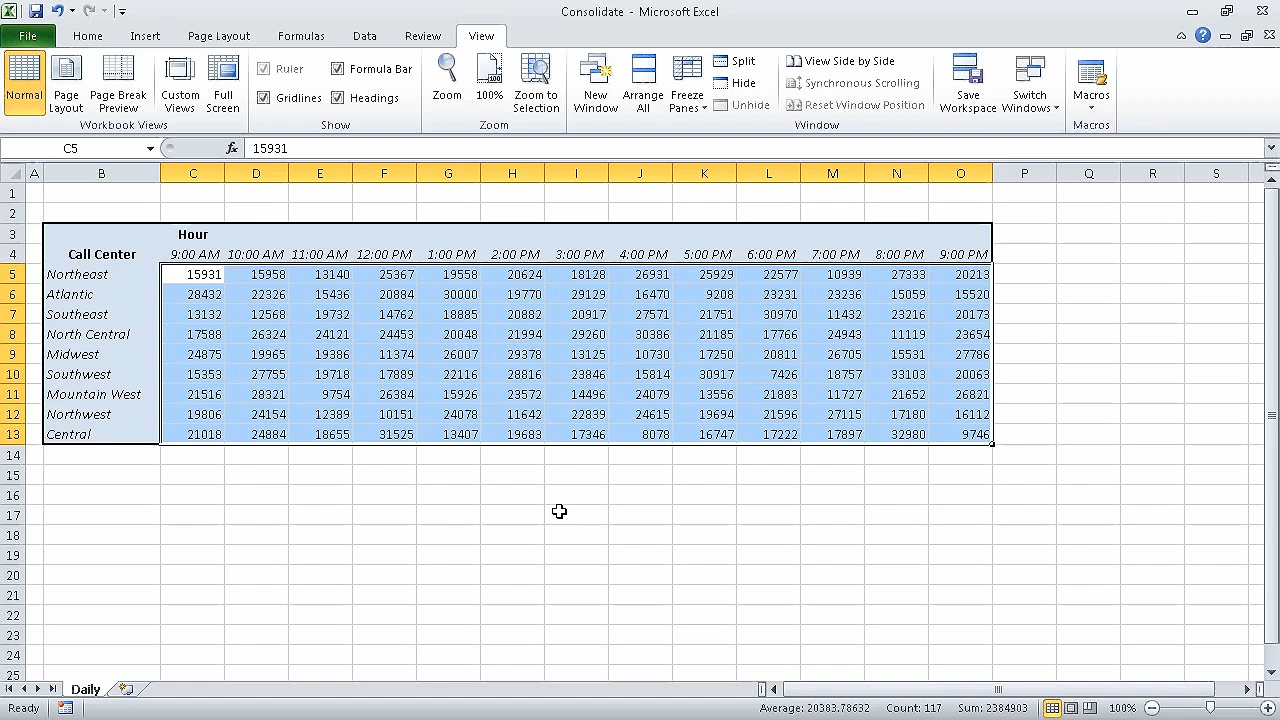 Consolidate - Microsoft Excel
File Home Insert Page Layout Formulas Data Review View
Normal Page Layout Page Break Preview Custom Views Full Screen
Workbook Views
Ruler Formula Bar
Gridlines Headings
Show
Zoom 100% Zoom to Selection
Zoom
New Window Arrange All Freeze Panes
Split
Hide
Unhide
View Side by Side
Synchronous Scrolling
Reset Window Position
Save Workspace Switch Windows
Window
Macros
Macros
C5 fx 15931
A B C D E F G H I J K L M N O P Q R S
1
2
3 Hour
4 Call Center 9:00 AM 10:00 AM 11:00 AM 12:00 PM 1:00 PM 2:00 PM 3:00 PM 4:00 PM 5:00 PM 6:00 PM 7:00 PM 8:00 PM 9:00 PM
5 Northeast 15931 15958 13140 25367 19558 20624 18128 26931 25929 22577 10939 27333 20213
6 Atlantic 28432 22326 15436 20884 30000 19770 29129 16470 9208 23231 23236 15059 15520
7 Southeast 13132 12568 19732 14762 18885 20882 20917 27571 21751 30970 11432 23216 20173
8 North Central 17588 26324 24121 24453 20048 21994 29260 30386 21185 17766 24943 11119 23654
9 Midwest 24875 19965 19386 11374 26007 29378 13125 10730 17251 20811 26705 15531 27786
10 Southwest 15353 27755 19718 17889 22116 28816 23846 15814 30917 7426 18757 33103 20063
11 Mountain West 21516 28321 9754 26384 15926 23572 14496 24079 13555 21883 11727 21652 26821
12 Northwest 19806 24154 12389 10151 24078 11642 22839 24615 19694 21596 27115 17180 16112
13 Central 21018 24884 18655 31525 13407 19683 17346 8078 16747 17222 17897 32980 9746
14
15
16
17
18
19
20
21
22
23
24
25
Daily
Ready Average: 20383.78632 Count: 117 Sum: 2384903 100%